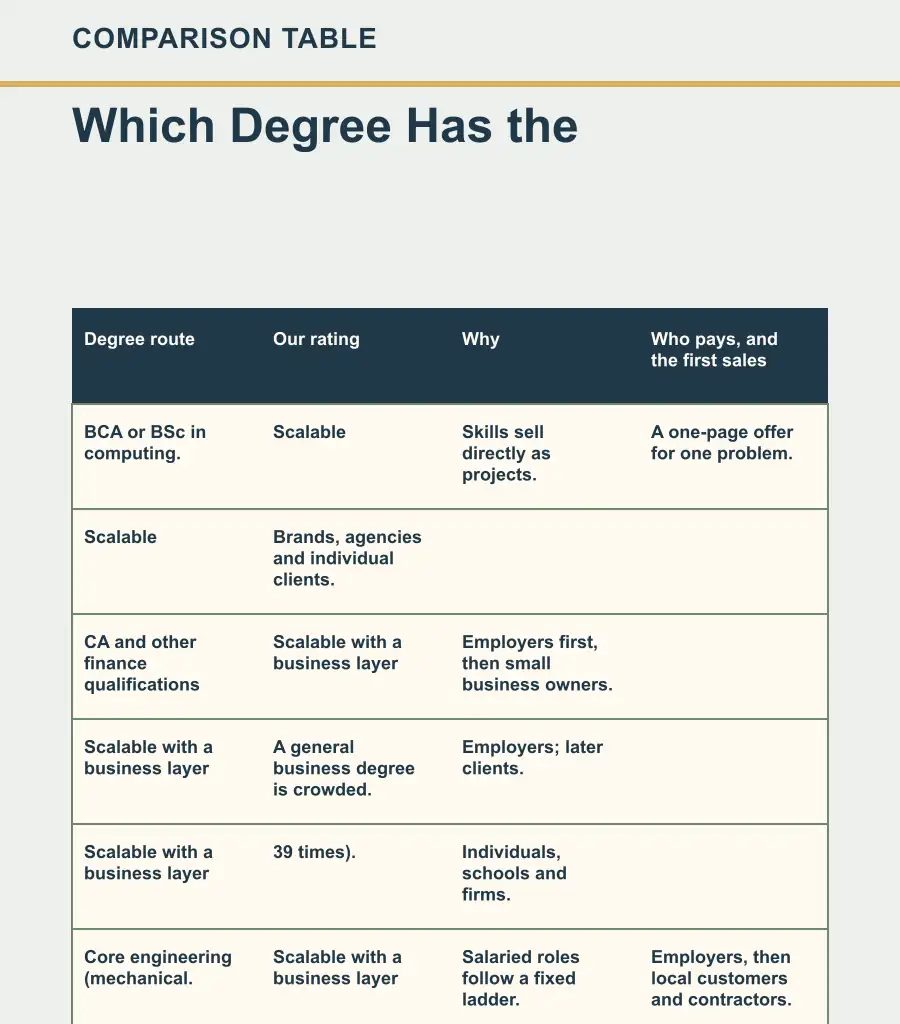 COMPARISON TABLE
Which Degree Has the
Degree route
Our rating
Why
Who pays, and
the first sales
BCA or BSc in
computing.
Scalable
Skills sell
directly as
projects.
A one-page offer
for one problem.
Scalable
Brands, agencies
and individual
clients.
CA and other
finance
qualifications
Scalable with a
business layer
Employers first,
then small
business owners.
Scalable with a
business layer
A general
business degree
is crowded.
Employers; later
clients.
Scalable with a
business layer
39 times).
Individuals,
schools and
firms.
Core engineering
(mechanical.
Scalable with a
business layer
Salaried roles
follow a fixed
ladder.
Employers, then
local customers
and contractors.